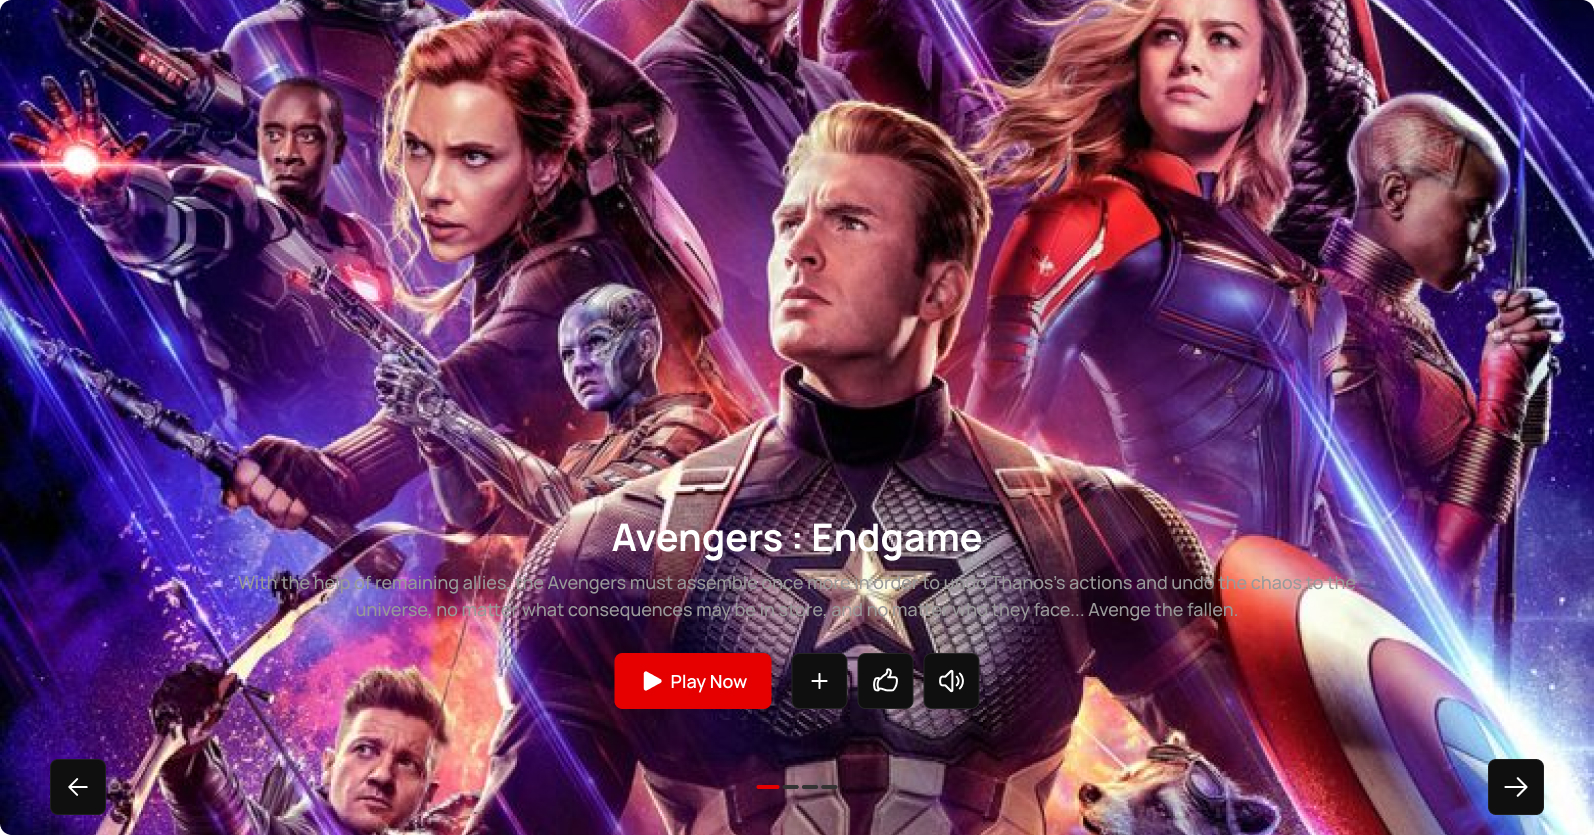 Avengers : Endgame
With the help of remaining allies, the Avengers must assemble once more in order to undo Thanos's actions and undo the chaos to the
universe, no matter what consequences may be in store, and no matter who they face... Avenge the fallen.
Play Now